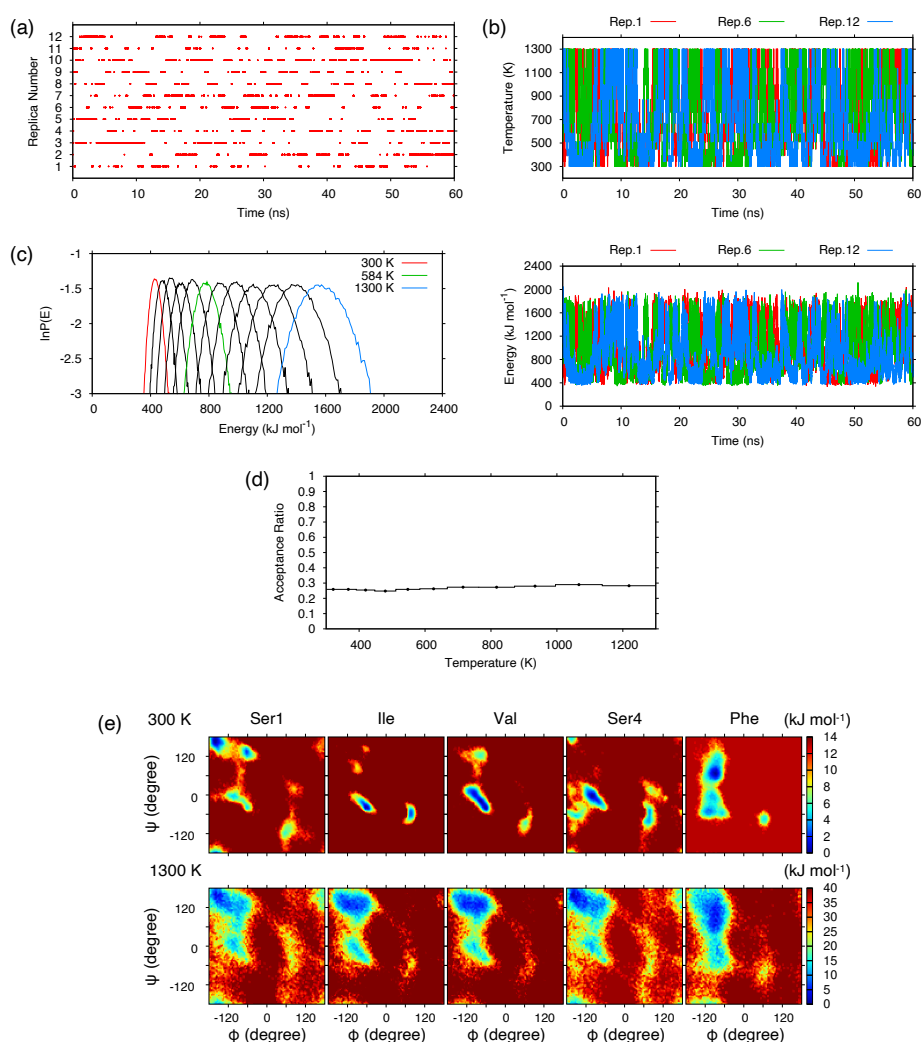 (a)
12
11
10
9
8
7
6
5
4
3
2
1
Replica Number
0 10 20 30 40 50 60
Time (ns)
(b)
Rep.1 Rep.6 Rep.12
1300
1100
900
700
500
300
Temperature (K)
0 10 20 30 40 50 60
Time (ns)
(c)
-1
-1.5
-2
-2.5
-3
lnP(E)
300 K
584 K
1300 K
0 400 800 1200 1600 2000 2400
Energy (kJ mol⁻¹)
Rep.1 Rep.6 Rep.12
2400
2000
1600
1200
800
400
0
Energy (kJ mol⁻¹)
0 10 20 30 40 50 60
Time (ns)
(d)
1
0.9
0.8
0.7
0.6
0.5
0.4
0.3
0.2
0.1
0
Acceptance Ratio
400 600 800 1000 1200
Temperature (K)
(e)
300 K Ser1 Ile Val Ser4 Phe (kJ mol⁻¹)
120
0
-120
ψ (degree)
14
12
10
8
6
4
2
0
1300 K (kJ mol⁻¹)
120
0
-120
ψ (degree)
40
35
30
25
20
15
10
5
0
-120 0 120 -120 0 120 -120 0 120 -120 0 120 -120 0 120
ϕ (degree) ϕ (degree) ϕ (degree) ϕ (degree) ϕ (degree)